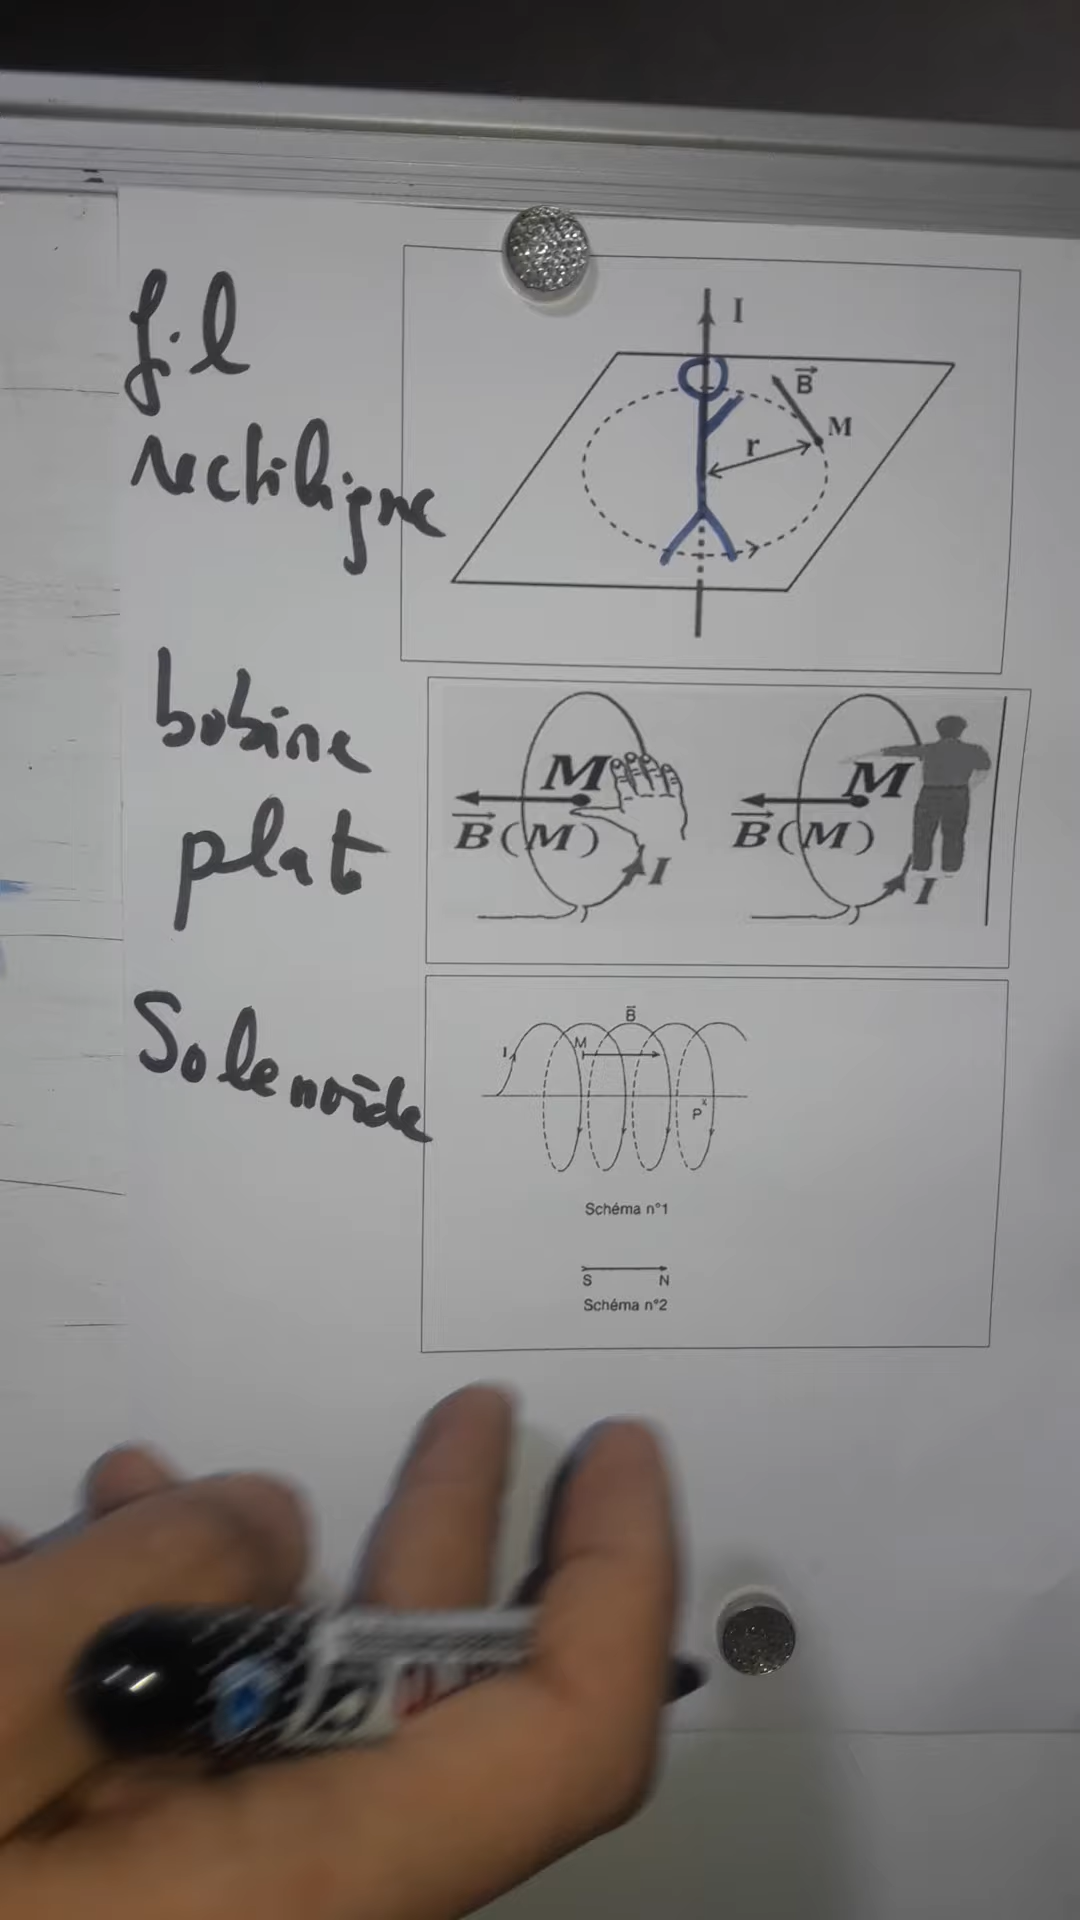 fil
rectiligne
I
B
M
r
bobine
plat
M
B(M)
I
M
B(M)
I
Solenoïde
B
M
I
P
Schéma n°1
S N
Schéma n°2